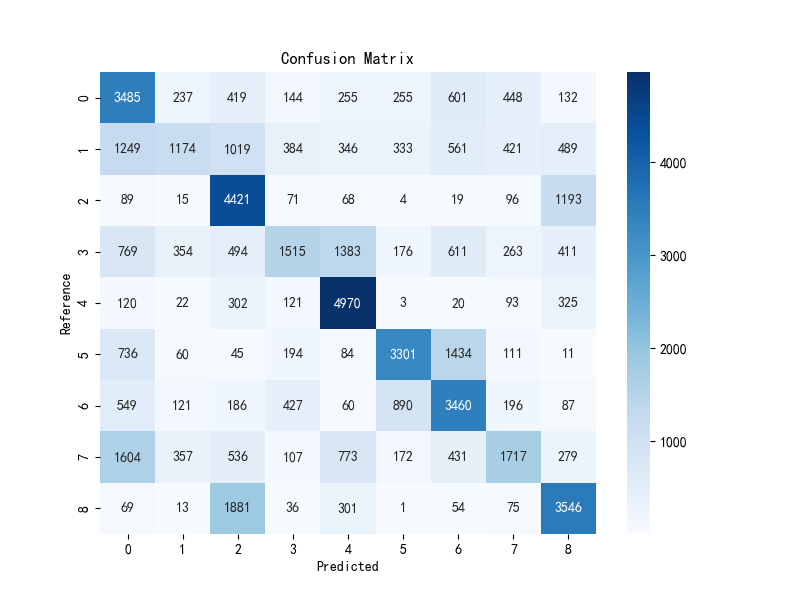 Confusion Matrix
0 3485 237 419 144 255 255 601 448 132
1 1249 1174 1019 384 346 333 561 421 489
2 89 15 4421 71 68 4 19 96 1193
3 769 354 494 1515 1383 176 611 263 411
4 120 22 302 121 4970 3 20 93 325
5 736 60 45 194 84 3301 1434 111 11
6 549 121 186 427 60 890 3460 196 87
7 1604 357 536 107 773 172 431 1717 279
8 69 13 1881 36 301 1 54 75 3546
0 1 2 3 4 5 6 7 8
Predicted
Reference
4000
3000
2000
1000